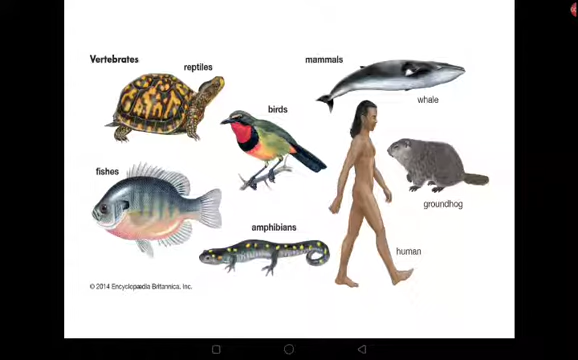 Vertebrates
reptiles
birds
fishes
amphibians
mammals
whale
groundhog
human
© 2014 Encyclopædia Britannica, Inc.